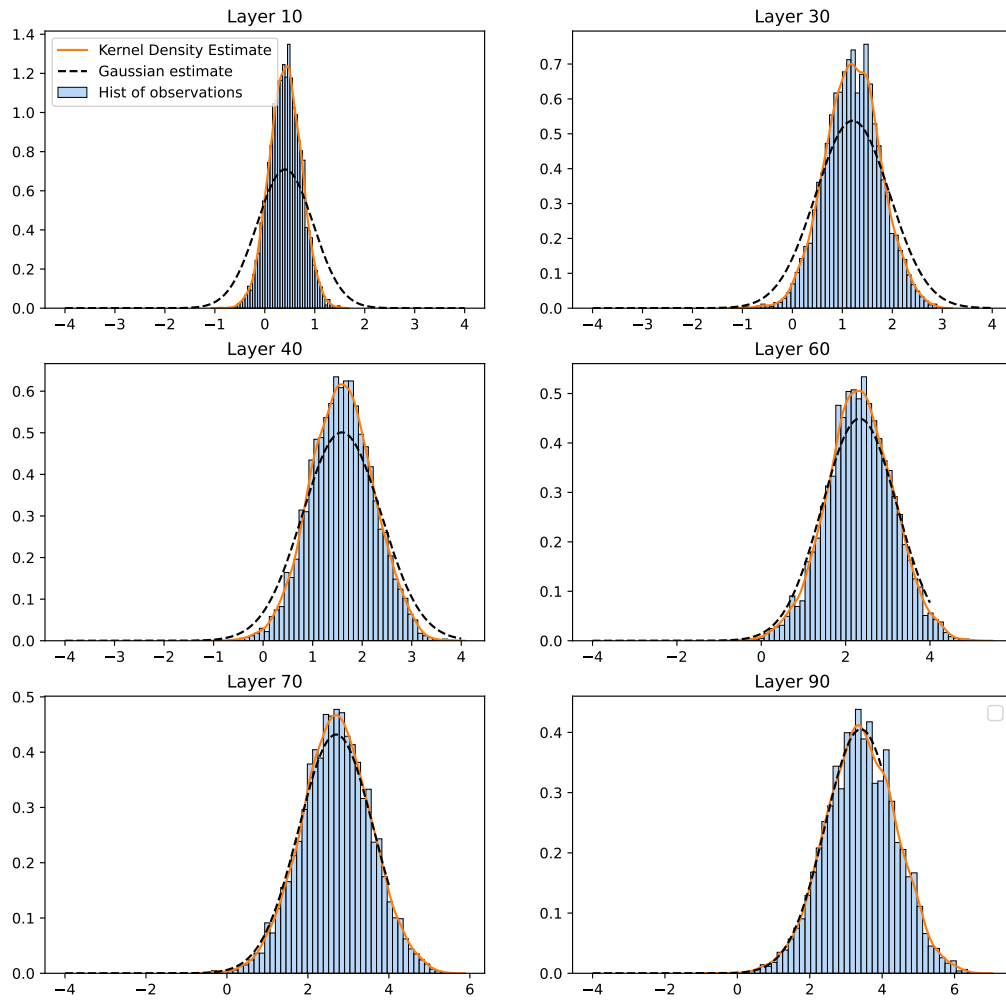 Layer 10
1.4
1.2
1.0
0.8
0.6
0.4
0.2
0.0
Kernel Density Estimate
Gaussian estimate
Hist of observations
−4 −3 −2 −1 0 1 2 3 4
Layer 30
0.7
0.6
0.5
0.4
0.3
0.2
0.1
0.0
−4 −3 −2 −1 0 1 2 3 4
Layer 40
0.6
0.5
0.4
0.3
0.2
0.1
0.0
−4 −3 −2 −1 0 1 2 3 4
Layer 60
0.5
0.4
0.3
0.2
0.1
0.0
−4 −2 0 2 4
Layer 70
0.5
0.4
0.3
0.2
0.1
0.0
−4 −2 0 2 4 6
Layer 90
0.4
0.3
0.2
0.1
0.0
−4 −2 0 2 4 6